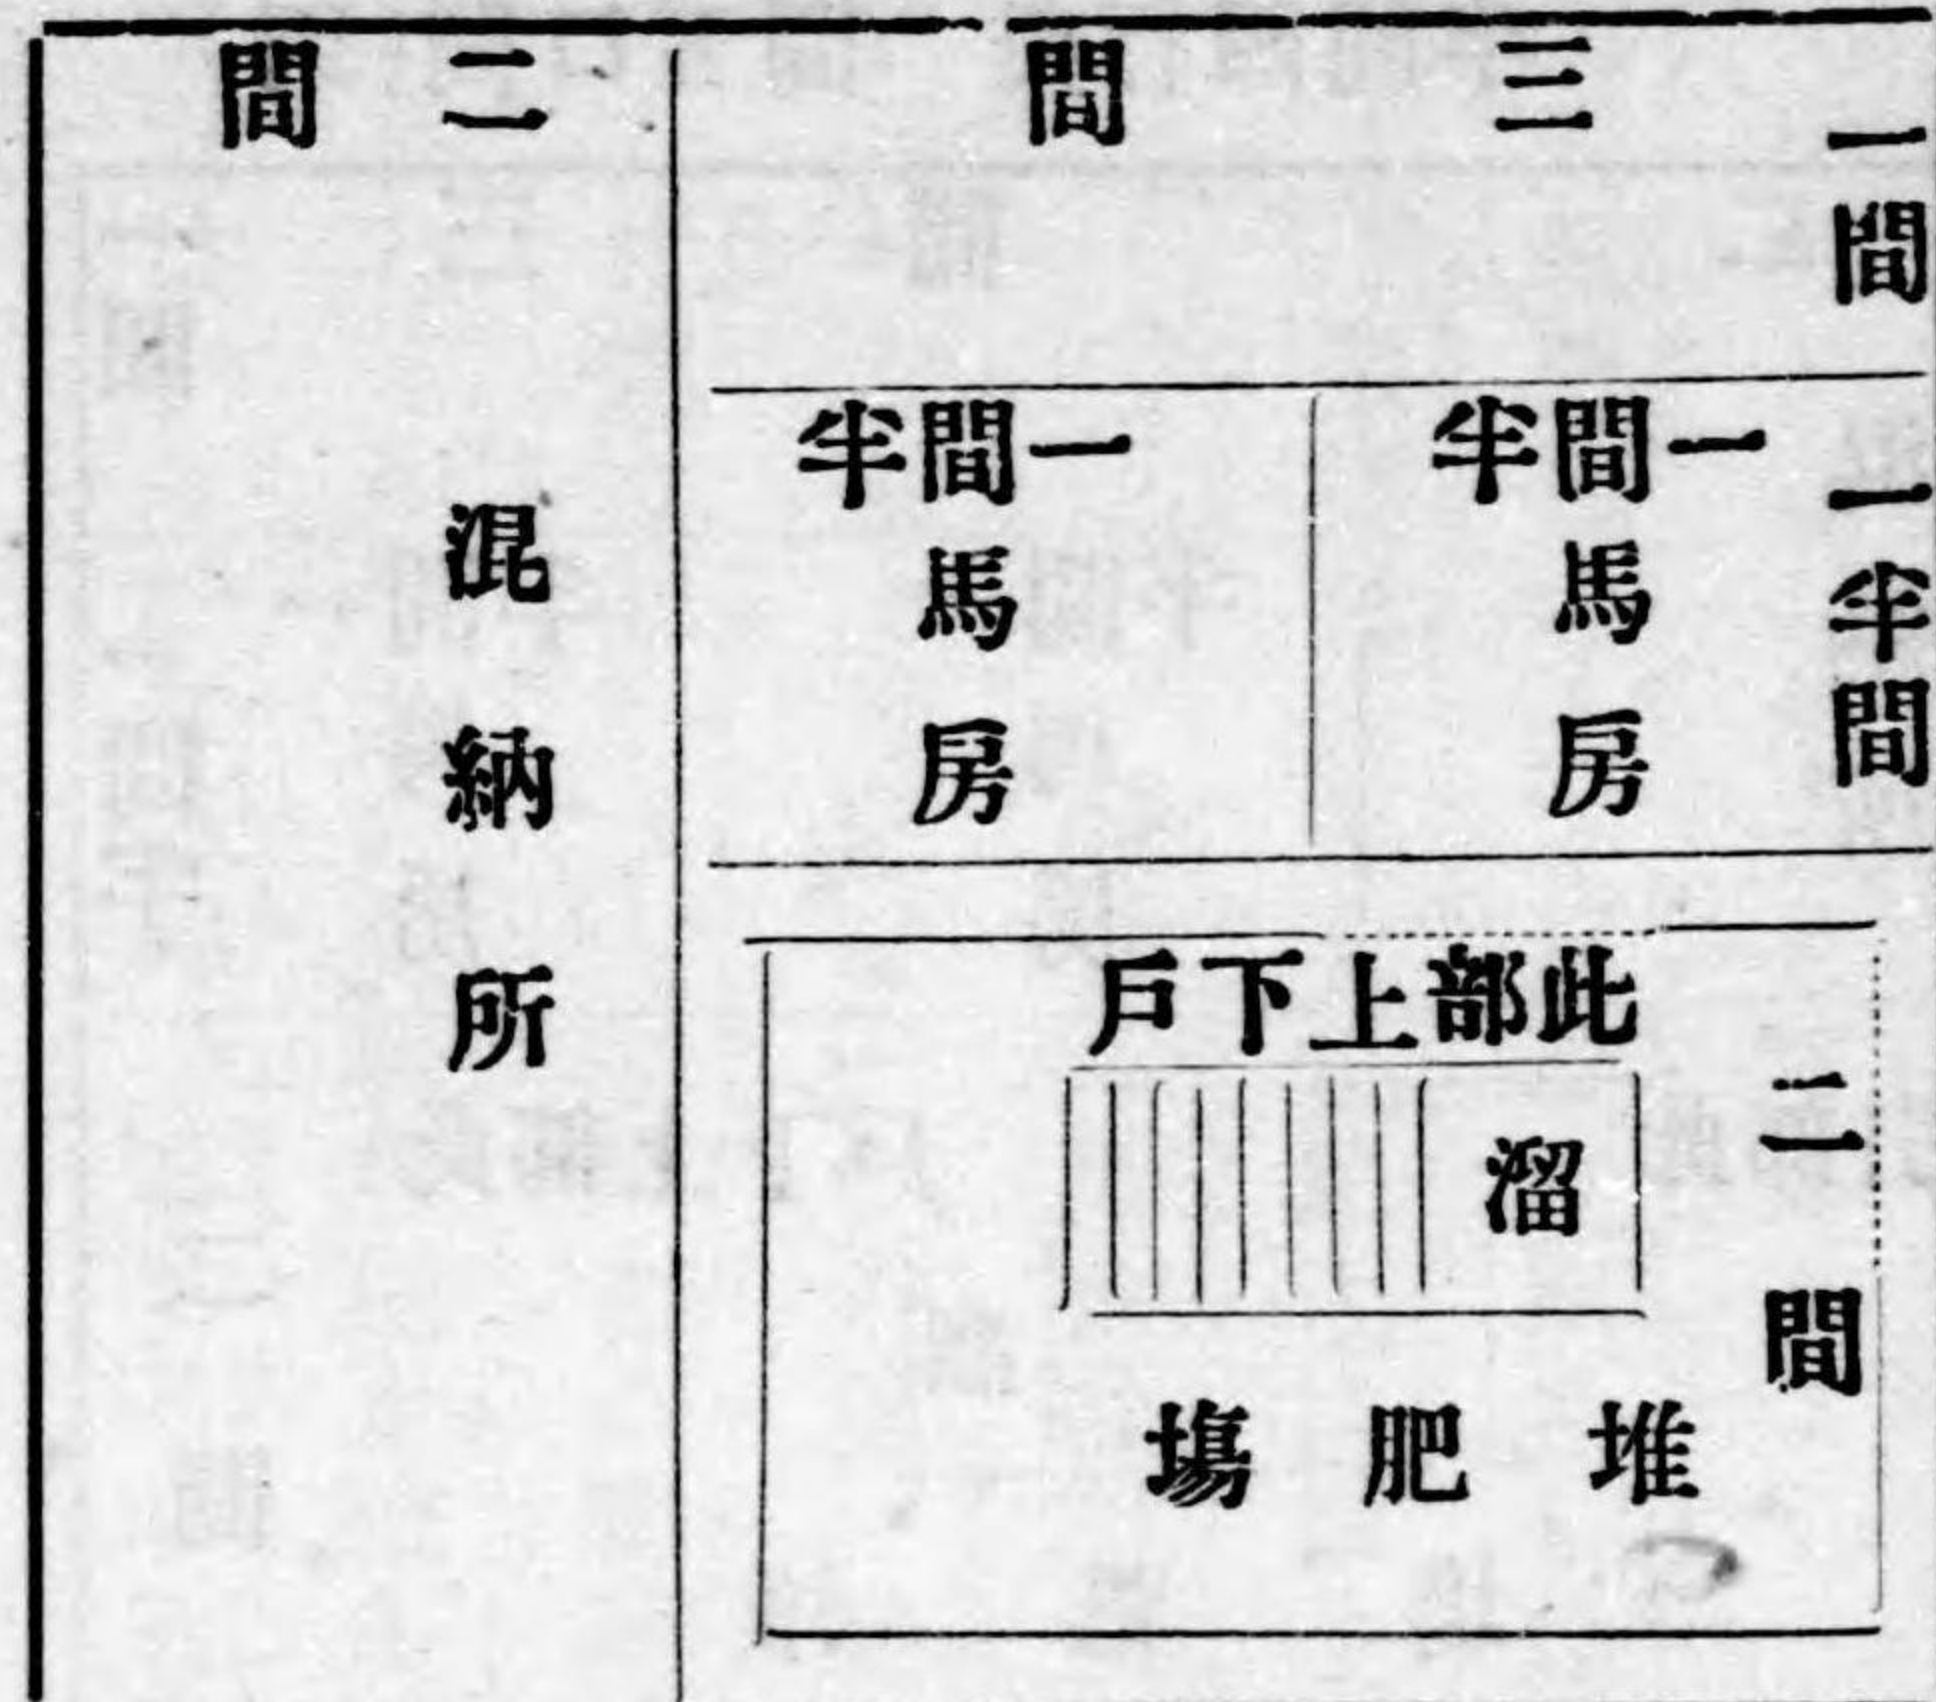 三間
二間
一間
一半間
一間半
馬房
一間半
馬房
混納所
此部上下戶
溜
二間
堆肥場